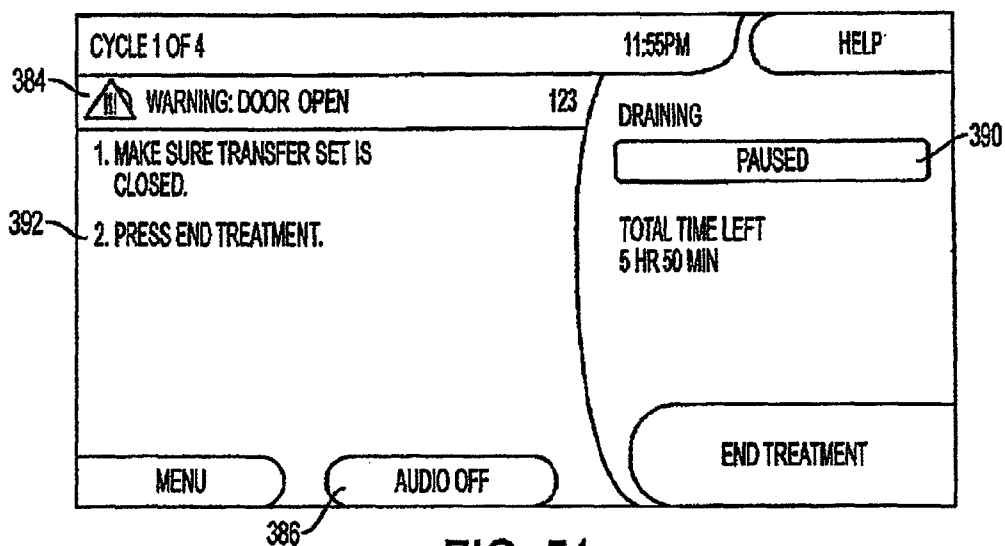 CYCLE 1 OF 4
11:55PM
HELP
384
WARNING: DOOR OPEN
123
DRAINING
390
PAUSED
1. MAKE SURE TRANSFER SET IS
CLOSED.
392
2. PRESS END TREATMENT.
TOTAL TIME LEFT
5 HR 50 MIN
END TREATMENT
MENU
AUDIO OFF
386